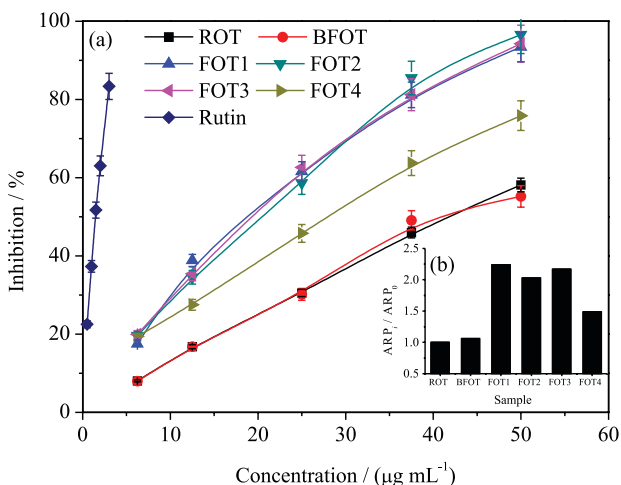 (a)
ROT
BFOT
FOT1
FOT2
FOT3
FOT4
Rutin
Inhibition / %
100
80
60
40
20
0
0 10 20 30 40 50 60
Concentration / (μg mL⁻¹)
(b)
ARPᵢ / ARP₀
2.5
2.0
1.5
1.0
0.5
ROT BFOT FOT1 FOT2 FOT3 FOT4
Sample